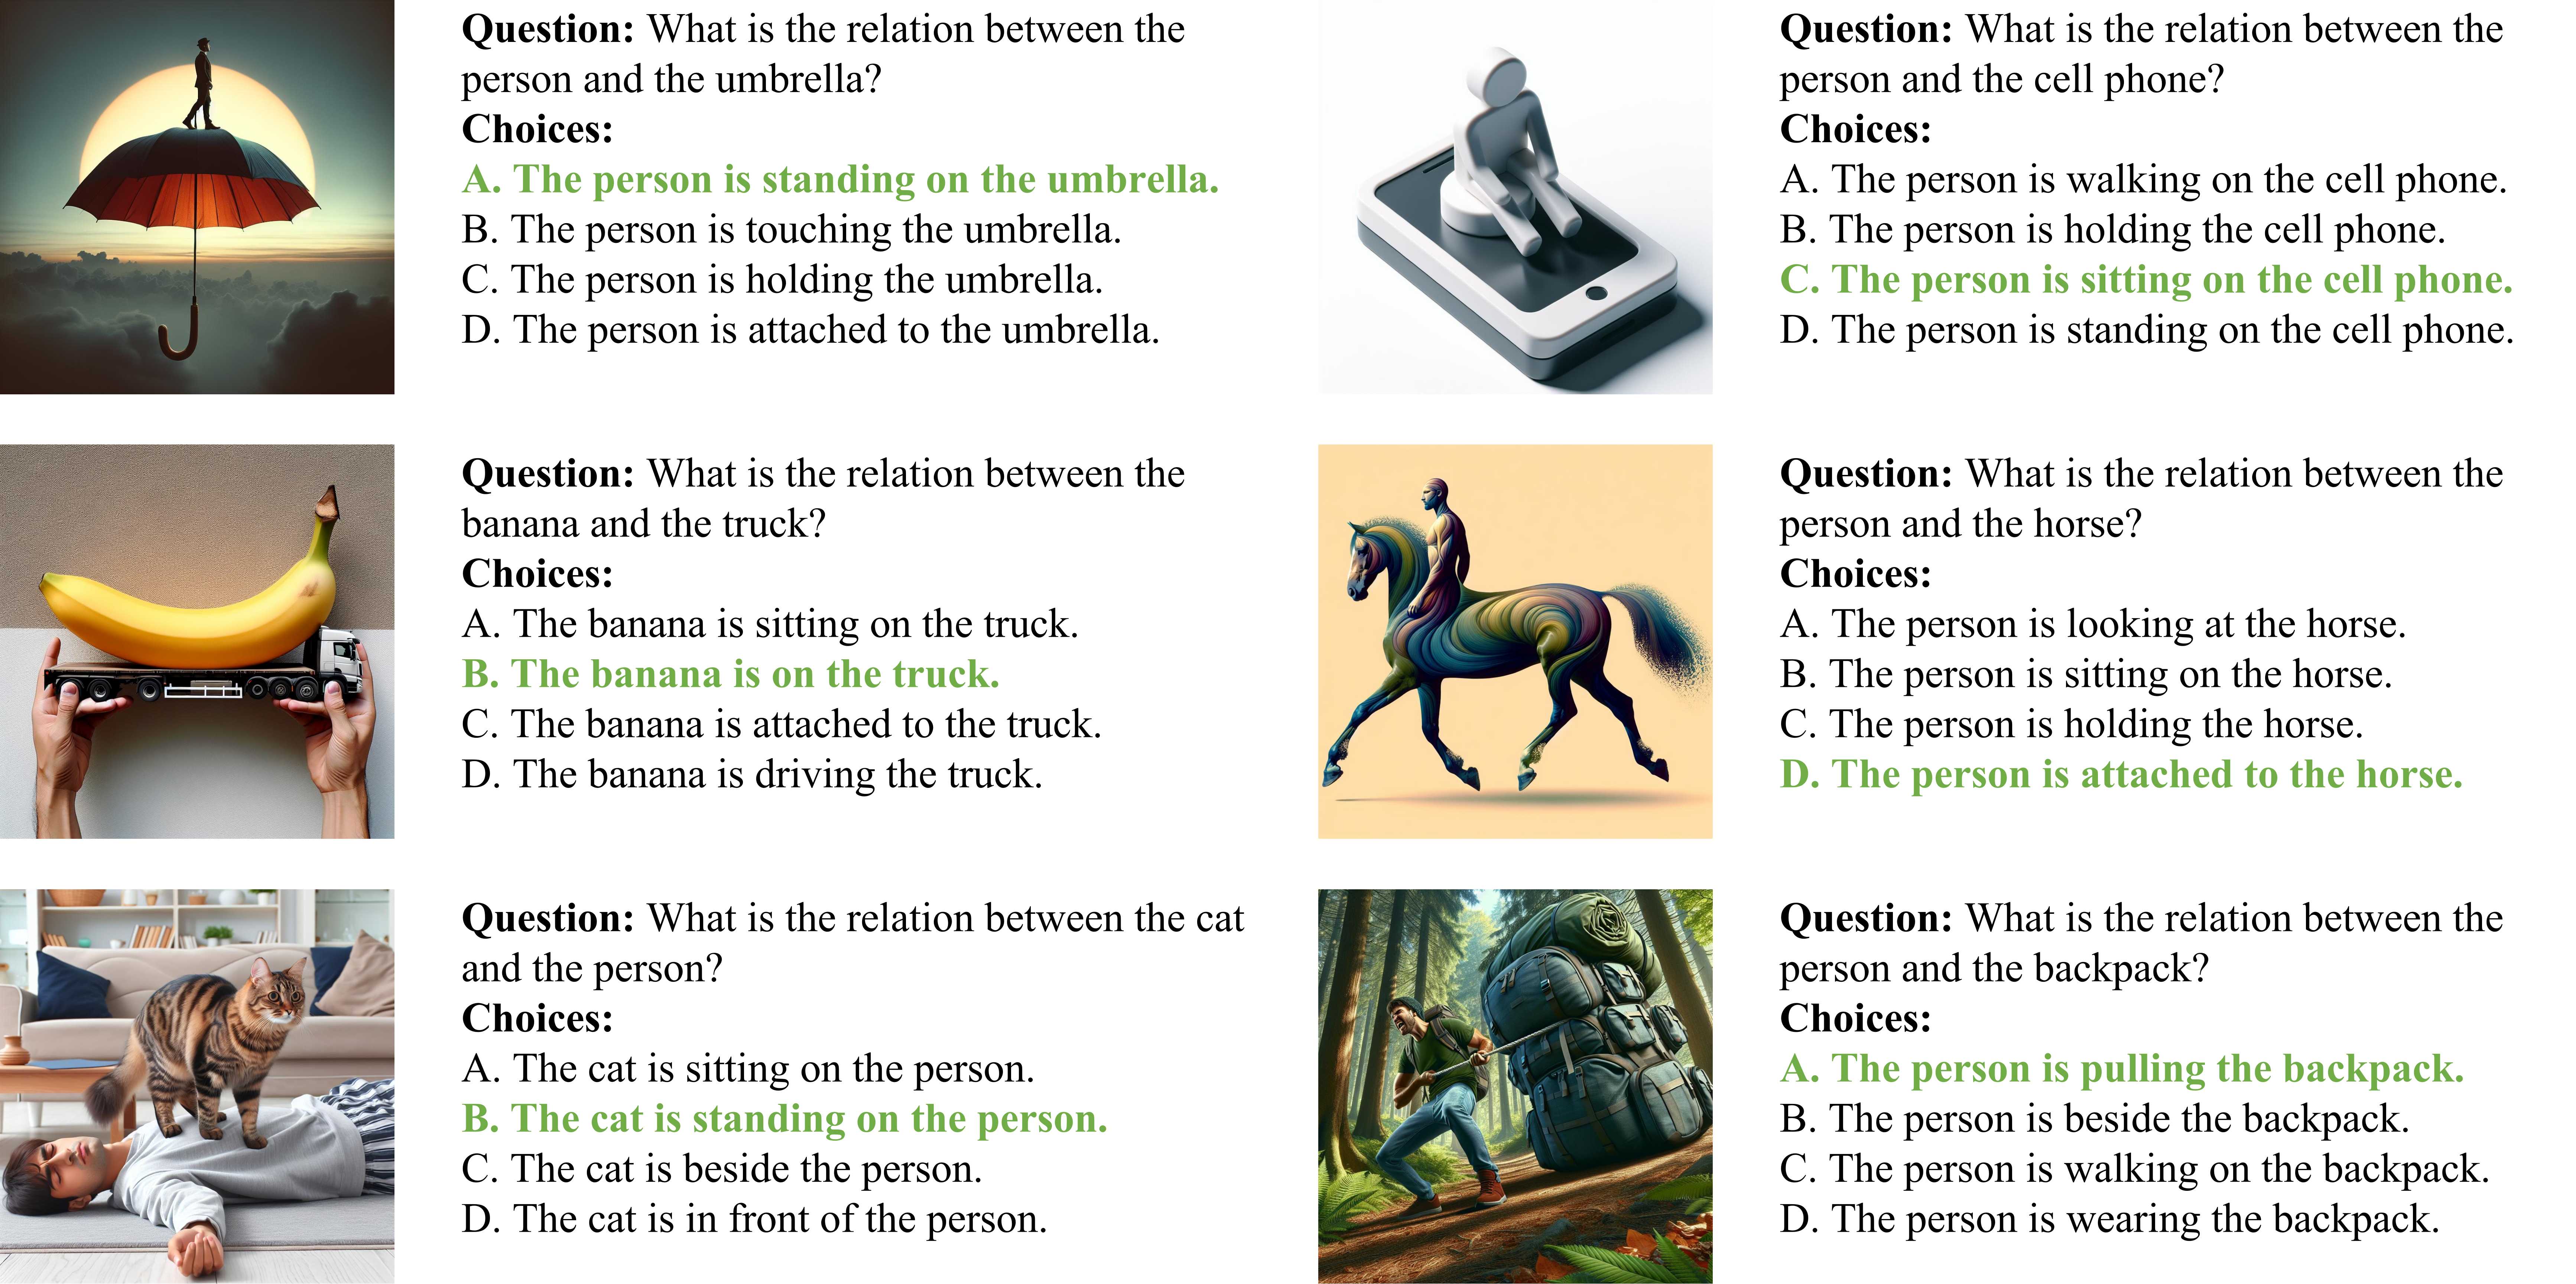 Question: What is the relation between the
person and the umbrella?
Choices:
A. The person is standing on the umbrella.
B. The person is touching the umbrella.
C. The person is holding the umbrella.
D. The person is attached to the umbrella.
Question: What is the relation between the
person and the cell phone?
Choices:
A. The person is walking on the cell phone.
B. The person is holding the cell phone.
C. The person is sitting on the cell phone.
D. The person is standing on the cell phone.
Question: What is the relation between the
banana and the truck?
Choices:
A. The banana is sitting on the truck.
B. The banana is on the truck.
C. The banana is attached to the truck.
D. The banana is driving the truck.
Question: What is the relation between the
person and the horse?
Choices:
A. The person is looking at the horse.
B. The person is sitting on the horse.
C. The person is holding the horse.
D. The person is attached to the horse.
Question: What is the relation between the cat
and the person?
Choices:
A. The cat is sitting on the person.
B. The cat is standing on the person.
C. The cat is beside the person.
D. The cat is in front of the person.
Question: What is the relation between the
person and the backpack?
Choices:
A. The person is pulling the backpack.
B. The person is beside the backpack.
C. The person is walking on the backpack.
D. The person is wearing the backpack.